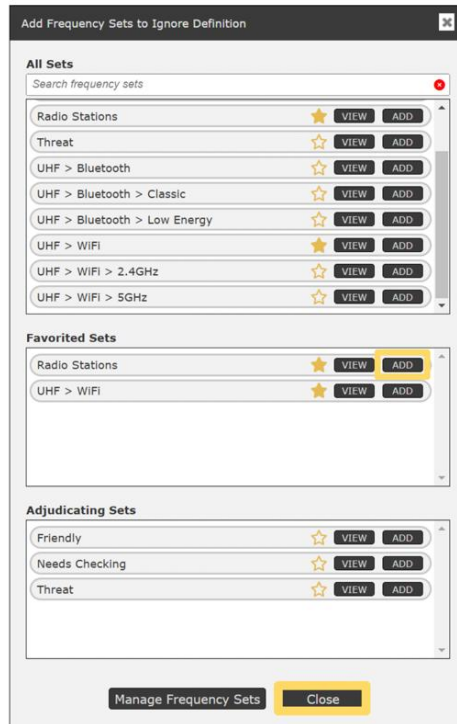 Add Frequency Sets to Ignore Definition
All Sets
Search frequency sets
Radio Stations VIEW ADD
Threat VIEW ADD
UHF > Bluetooth VIEW ADD
UHF > Bluetooth > Classic VIEW ADD
UHF > Bluetooth > Low Energy VIEW ADD
UHF > WiFi VIEW ADD
UHF > WiFi > 2.4GHz VIEW ADD
UHF > WiFi > 5GHz VIEW ADD
Favorited Sets
Radio Stations VIEW ADD
UHF > WiFi VIEW ADD
Adjudicating Sets
Friendly VIEW ADD
Needs Checking VIEW ADD
Threat VIEW ADD
Manage Frequency Sets Close